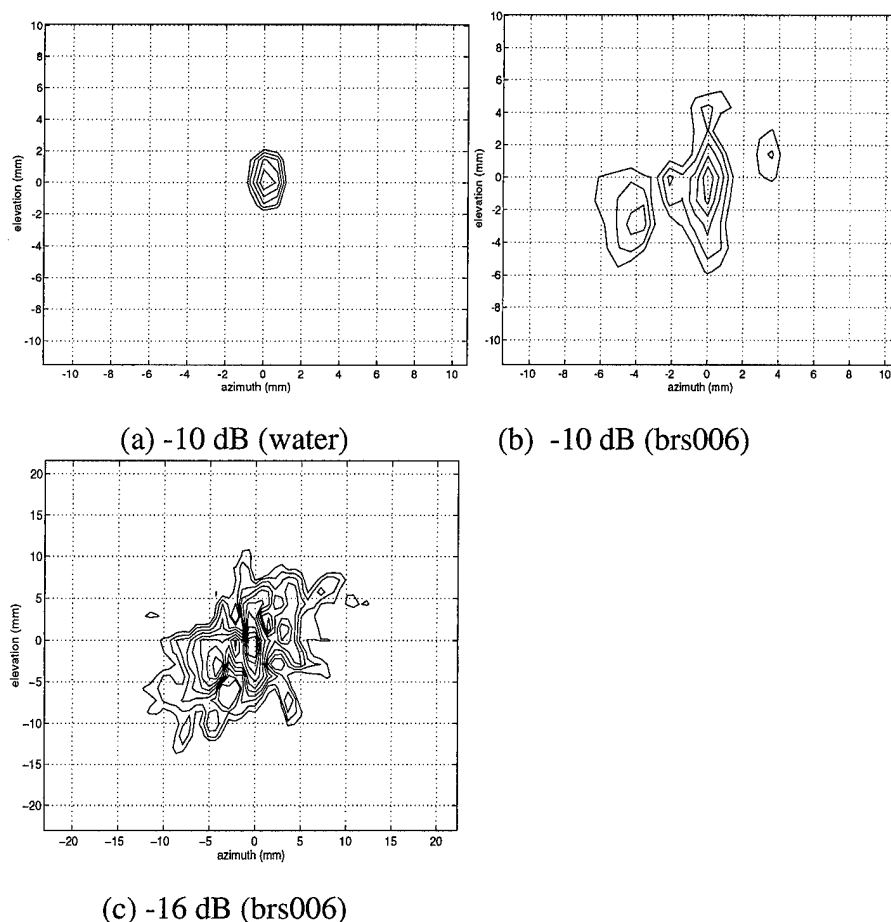 10
8
6
4
2
0
-2
-4
-6
-8
-10
elevation (mm)
-10 -8 -6 -4 -2 0 2 4 6 8 10
azimuth (mm)
(a) -10 dB (water)
10
8
6
4
2
0
-2
-4
-6
-8
-10
elevation (mm)
-10 -8 -6 -4 -2 0 2 4 6 8 10
azimuth (mm)
(b) -10 dB (brs006)
20
15
10
5
0
-5
-10
-15
-20
elevation (mm)
-20 -15 -10 -5 0 5 10 15 20
azimuth (mm)
(c) -16 dB (brs006)